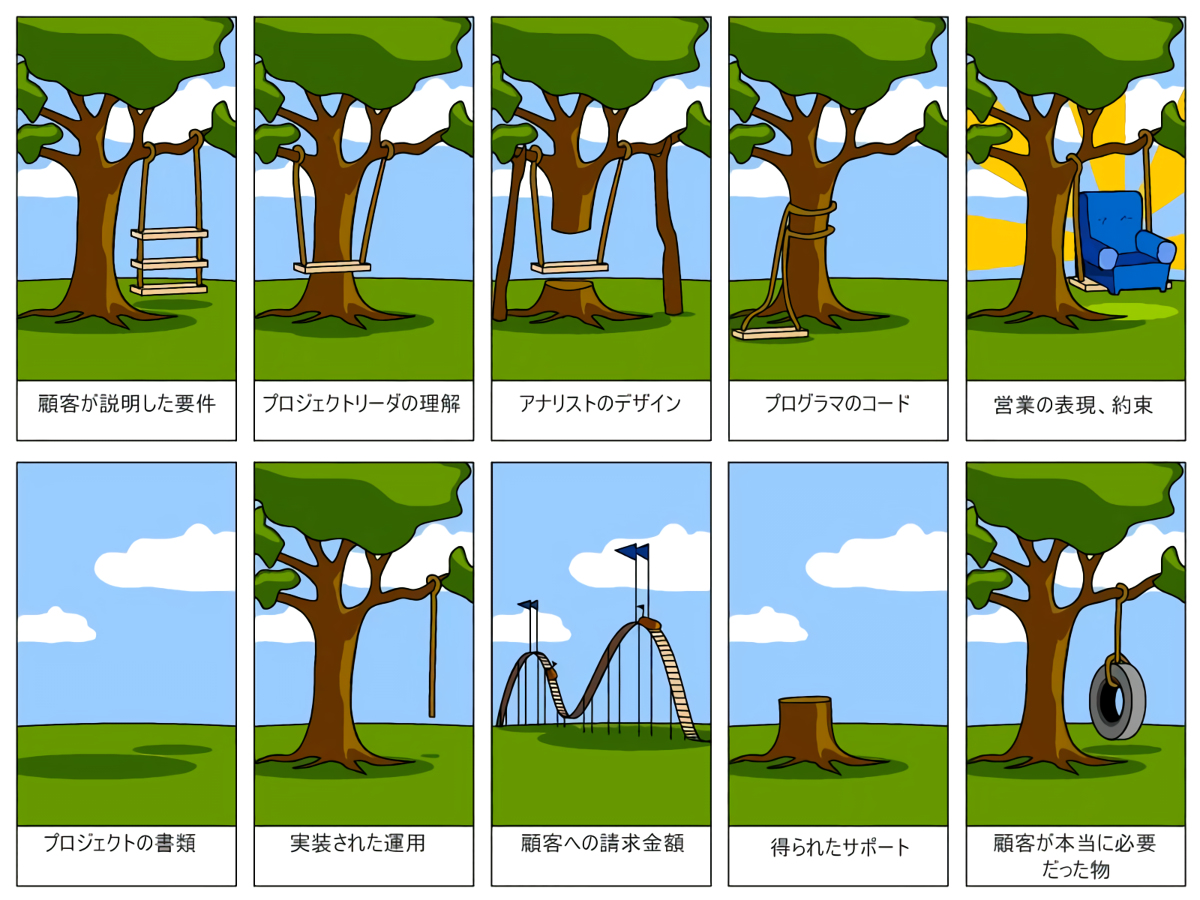 顧客が説明した要件
プロジェクトリーダの理解
アナリストのデザイン
プログラマのコード
営業の表現、約束
プロジェクトの書類
実装された運用
顧客への請求金額
得られたサポート
顧客が本当に必要
だった物